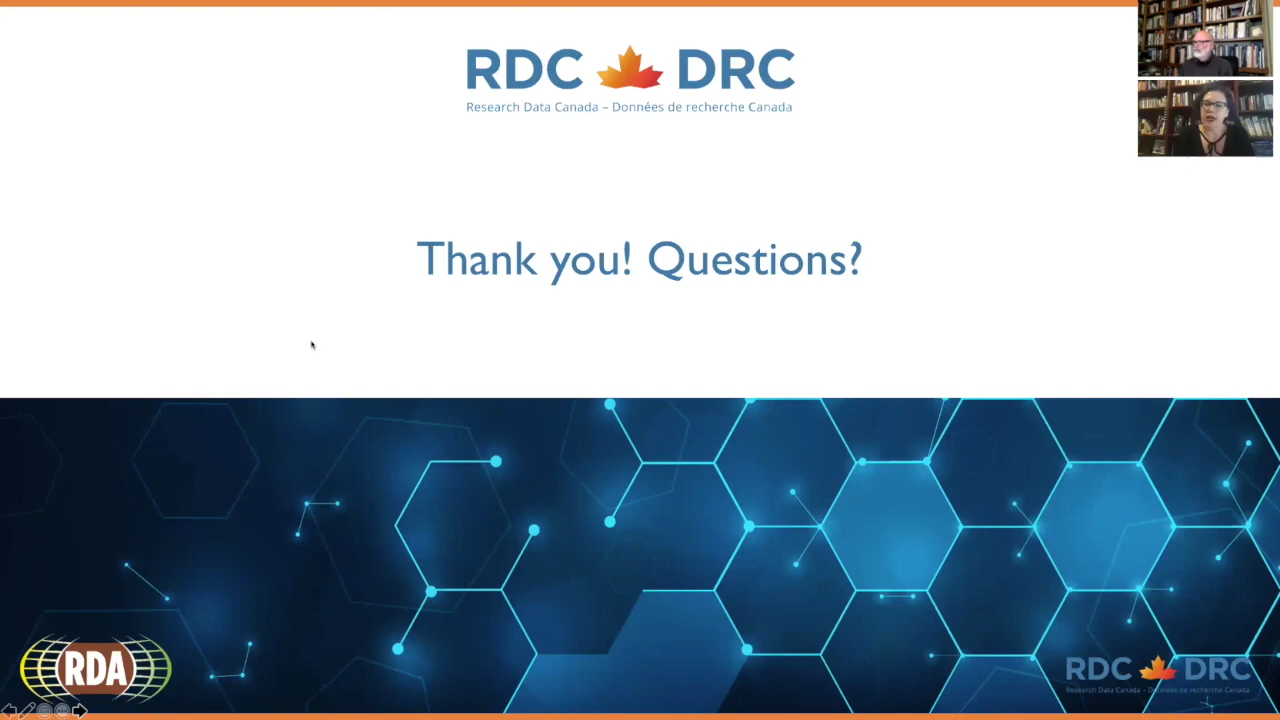 RDC DRC
Research Data Canada – Données de recherche Canada
Thank you! Questions?
RDA
RDC DRC
Research Data Canada – Données de recherche Canada